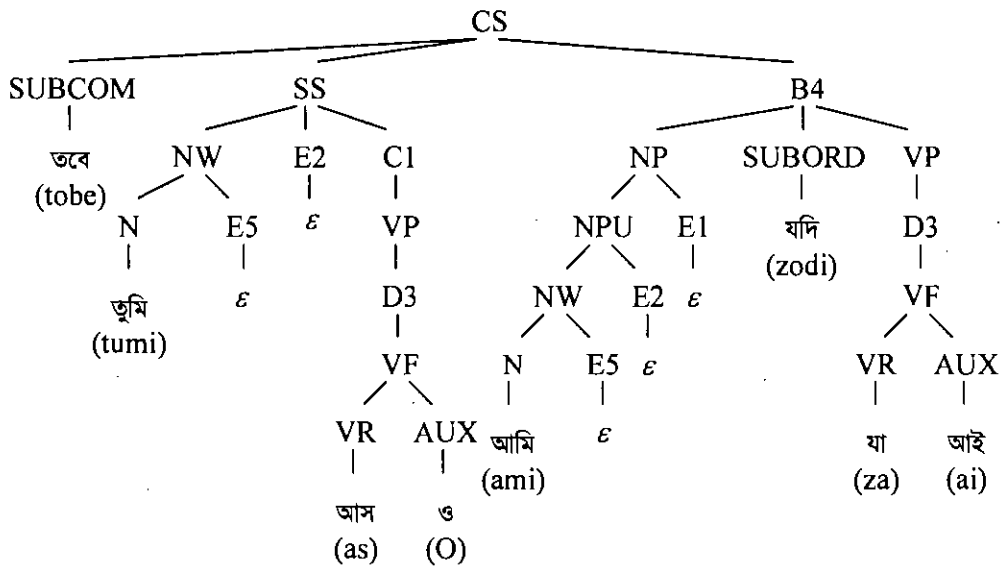 CS
SUBCOM SS B4
তবে NW E2 C1 NP SUBORD VP
(tobe) N E5 ε VP NPU E1 যদি D3
(zodi)
তুমি ε D3 NW E2 ε VF
(tumi)
VF N E5 ε VR AUX
VR AUX আমি ε যা আই
(ami) (za) (ai)
আস ও
(as) (O)